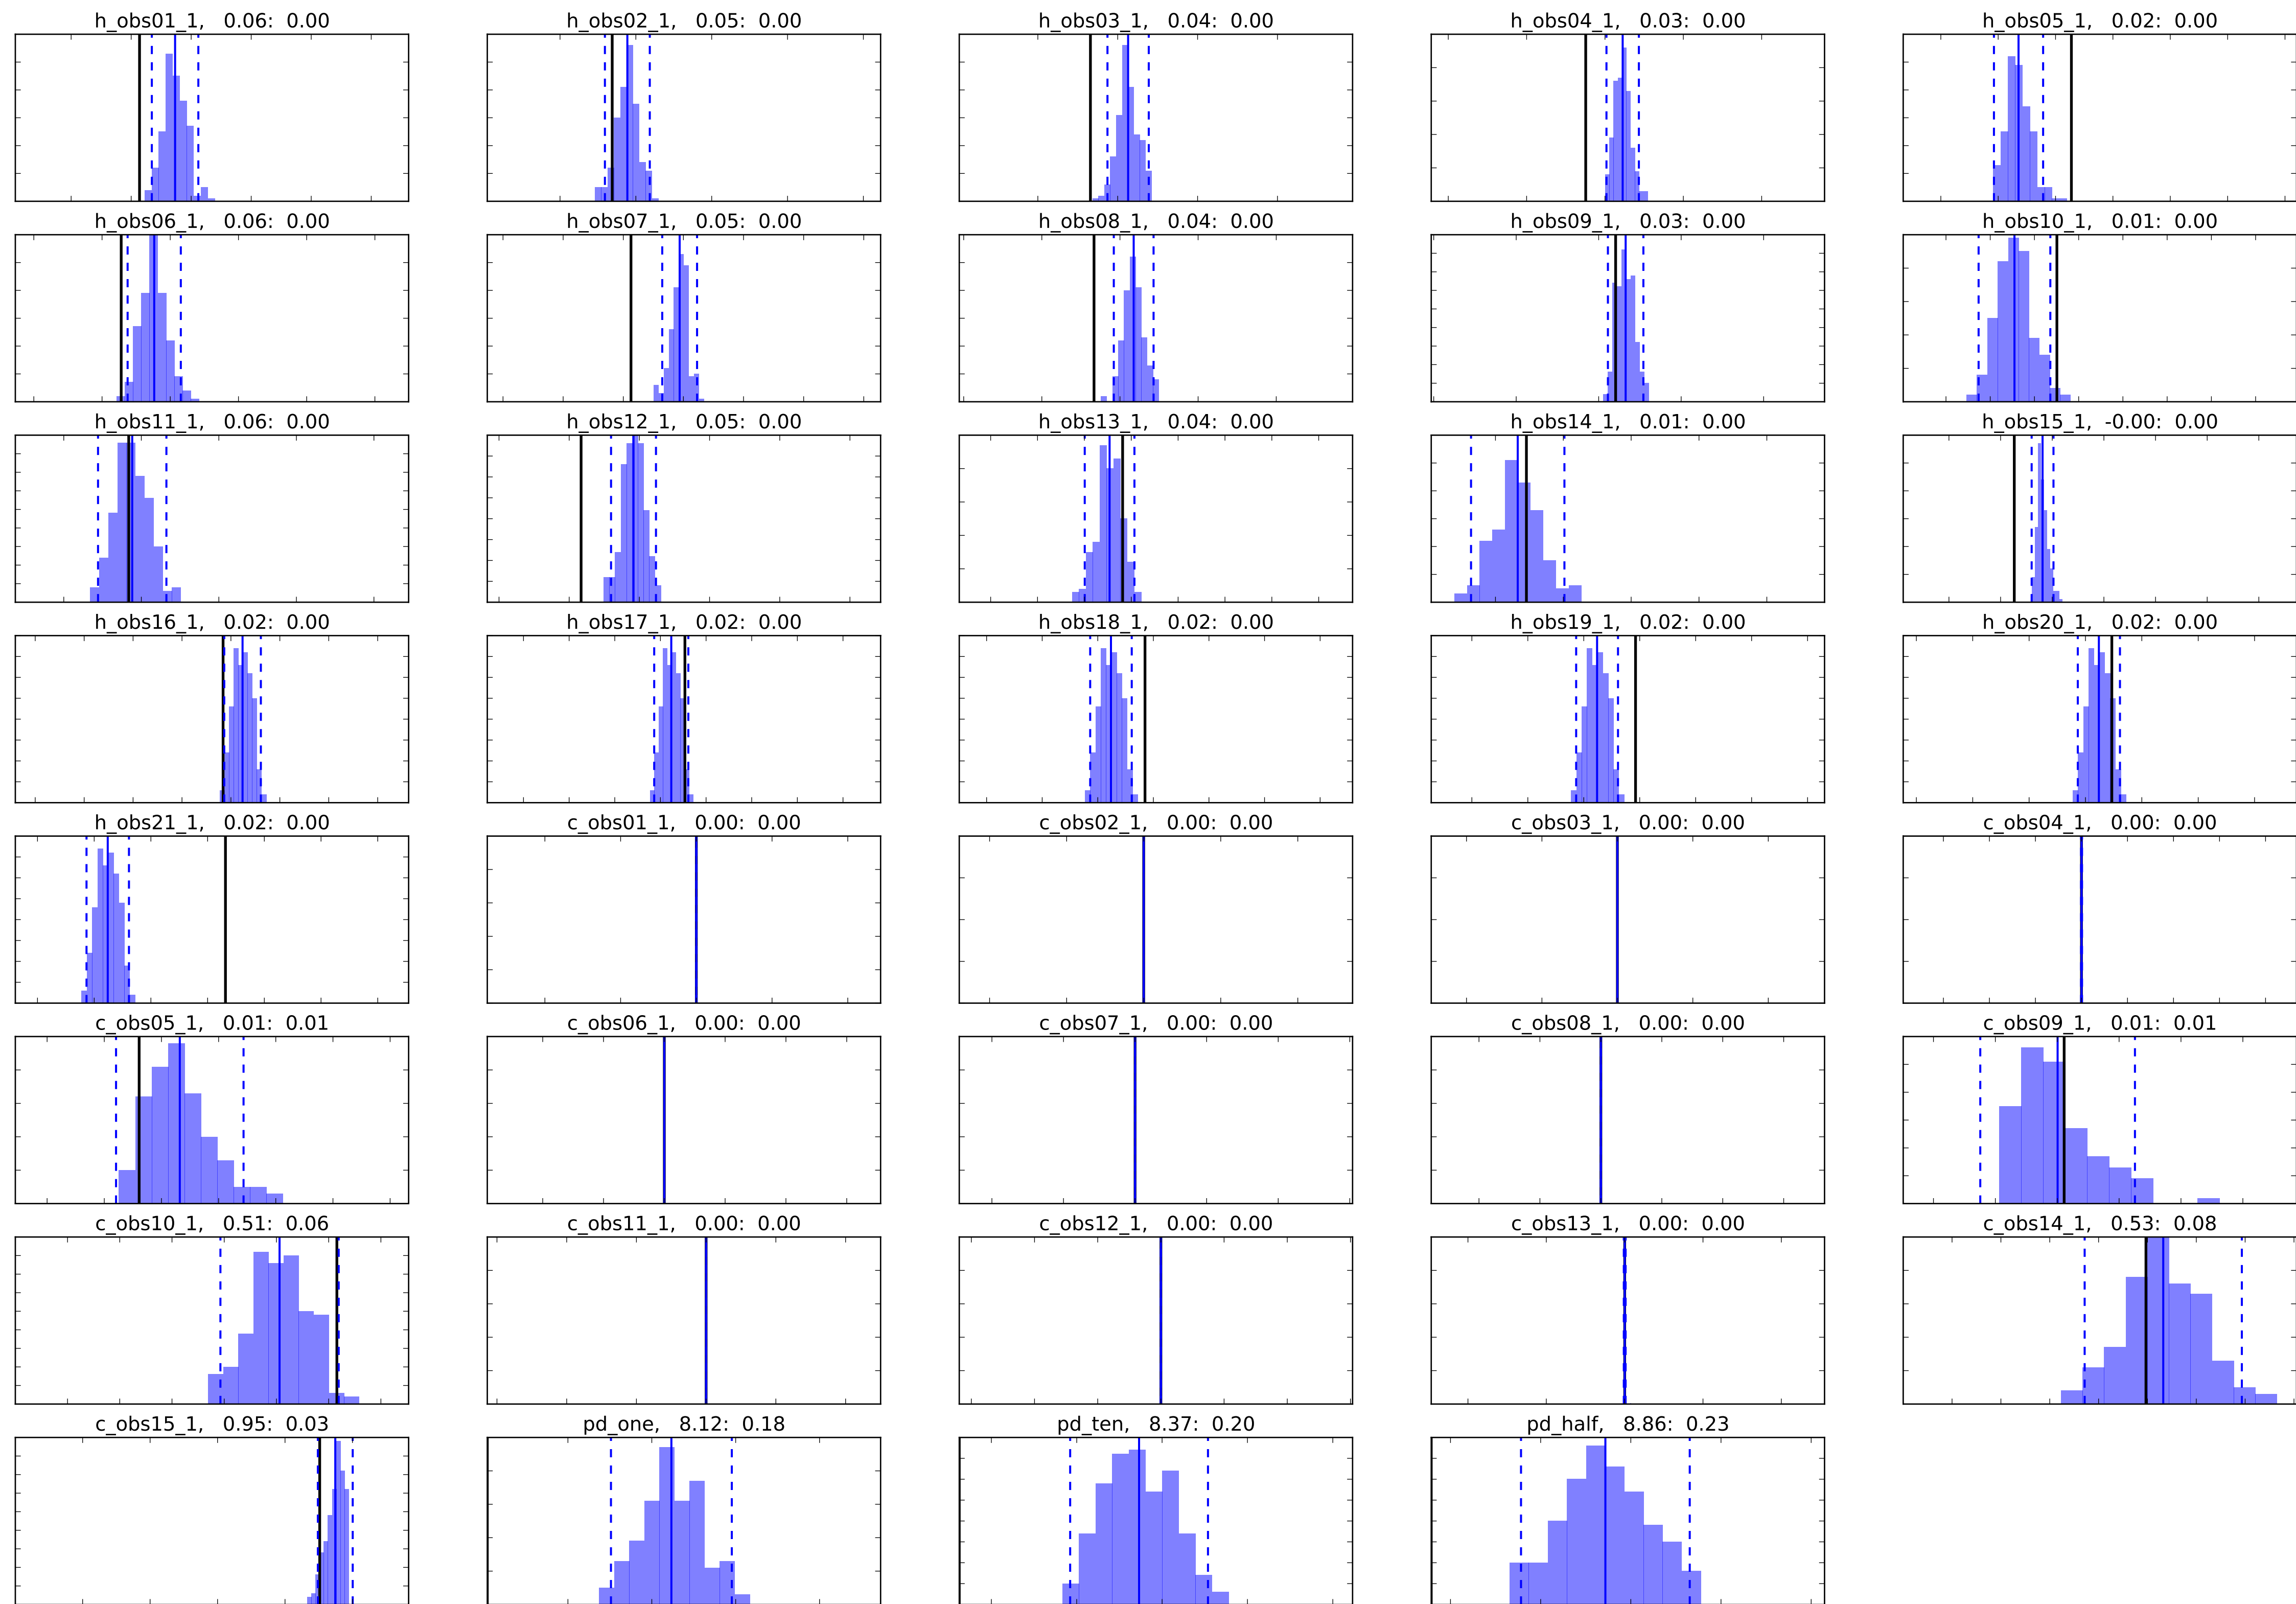 h_obs01_1, 0.06: 0.00
h_obs02_1, 0.05: 0.00
h_obs03_1, 0.04: 0.00
h_obs04_1, 0.03: 0.00
h_obs05_1, 0.02: 0.00
h_obs06_1, 0.06: 0.00
h_obs07_1, 0.05: 0.00
h_obs08_1, 0.04: 0.00
h_obs09_1, 0.03: 0.00
h_obs10_1, 0.01: 0.00
h_obs11_1, 0.06: 0.00
h_obs12_1, 0.05: 0.00
h_obs13_1, 0.04: 0.00
h_obs14_1, 0.01: 0.00
h_obs15_1, -0.00: 0.00
h_obs16_1, 0.02: 0.00
h_obs17_1, 0.02: 0.00
h_obs18_1, 0.02: 0.00
h_obs19_1, 0.02: 0.00
h_obs20_1, 0.02: 0.00
h_obs21_1, 0.02: 0.00
c_obs01_1, 0.00: 0.00
c_obs02_1, 0.00: 0.00
c_obs03_1, 0.00: 0.00
c_obs04_1, 0.00: 0.00
c_obs05_1, 0.01: 0.01
c_obs06_1, 0.00: 0.00
c_obs07_1, 0.00: 0.00
c_obs08_1, 0.00: 0.00
c_obs09_1, 0.01: 0.01
c_obs10_1, 0.51: 0.06
c_obs11_1, 0.00: 0.00
c_obs12_1, 0.00: 0.00
c_obs13_1, 0.00: 0.00
c_obs14_1, 0.53: 0.08
c_obs15_1, 0.95: 0.03
pd_one, 8.12: 0.18
pd_ten, 8.37: 0.20
pd_half, 8.86: 0.23